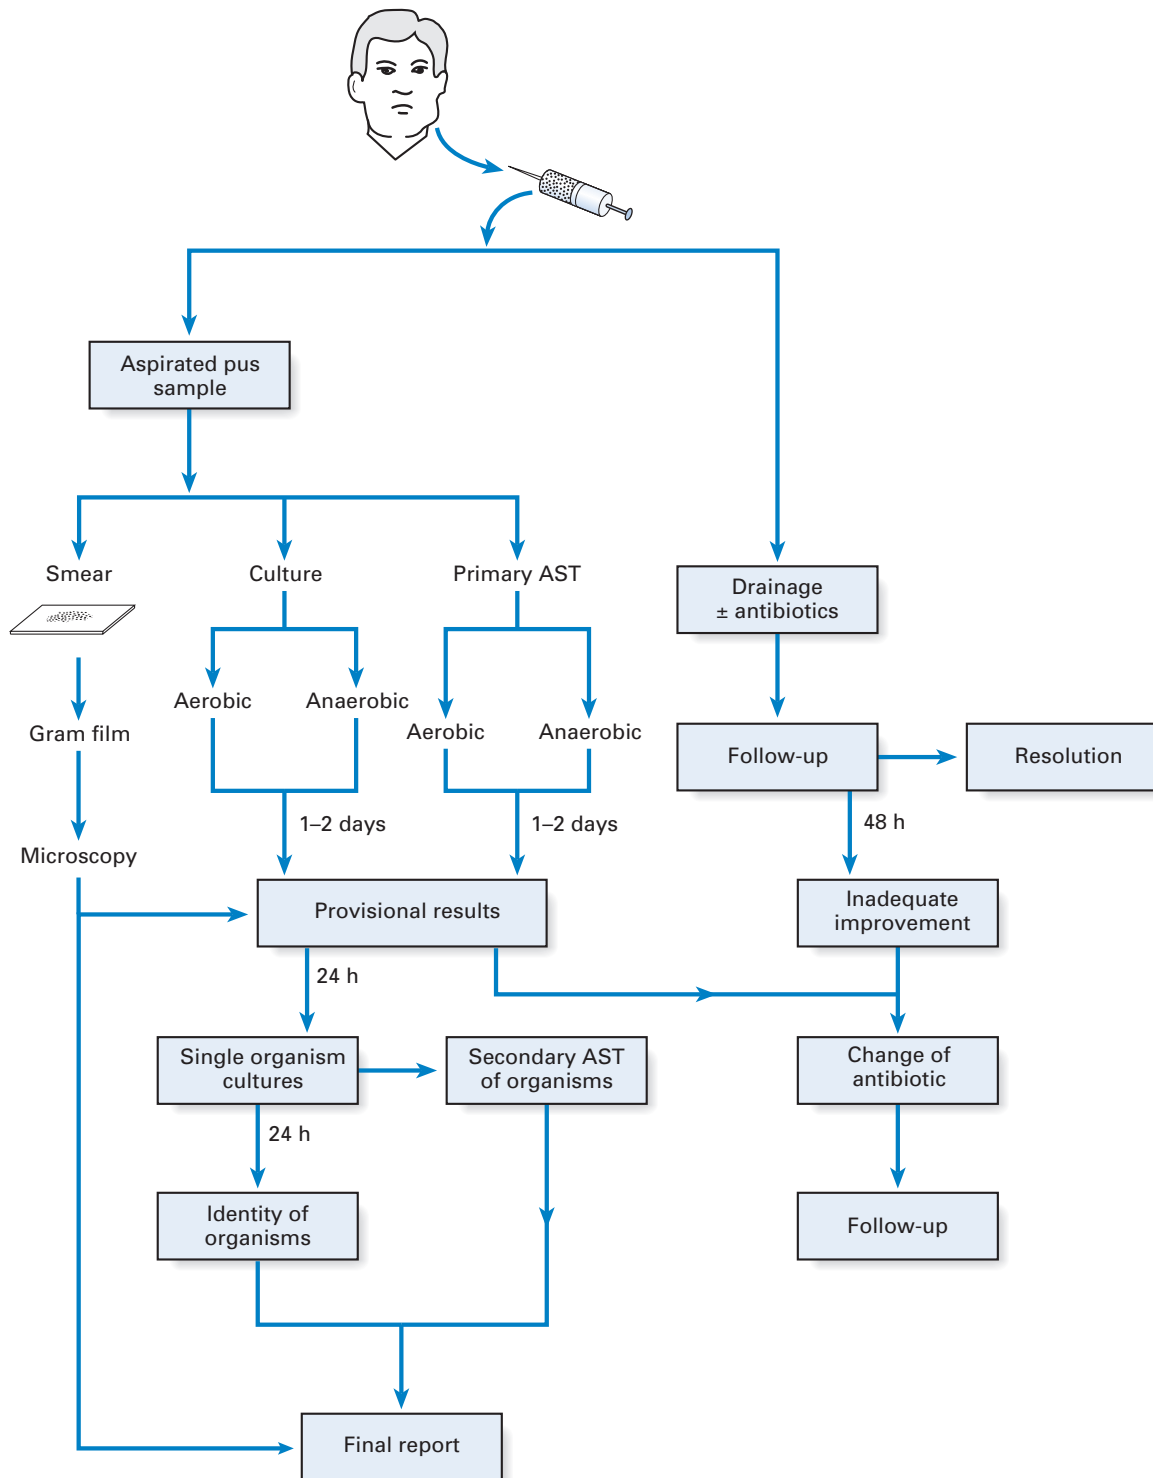 Aspirated pus
sample
Smear
Culture
Primary AST
Drainage
± antibiotics
Aerobic
Anaerobic
Aerobic
Anaerobic
Gram film
Follow-up
Resolution
1–2 days
1–2 days
48 h
Microscopy
Provisional results
Inadequate
improvement
24 h
Single organism
cultures
Secondary AST
of organisms
Change of
antibiotic
24 h
Identity of
organisms
Follow-up
Final report